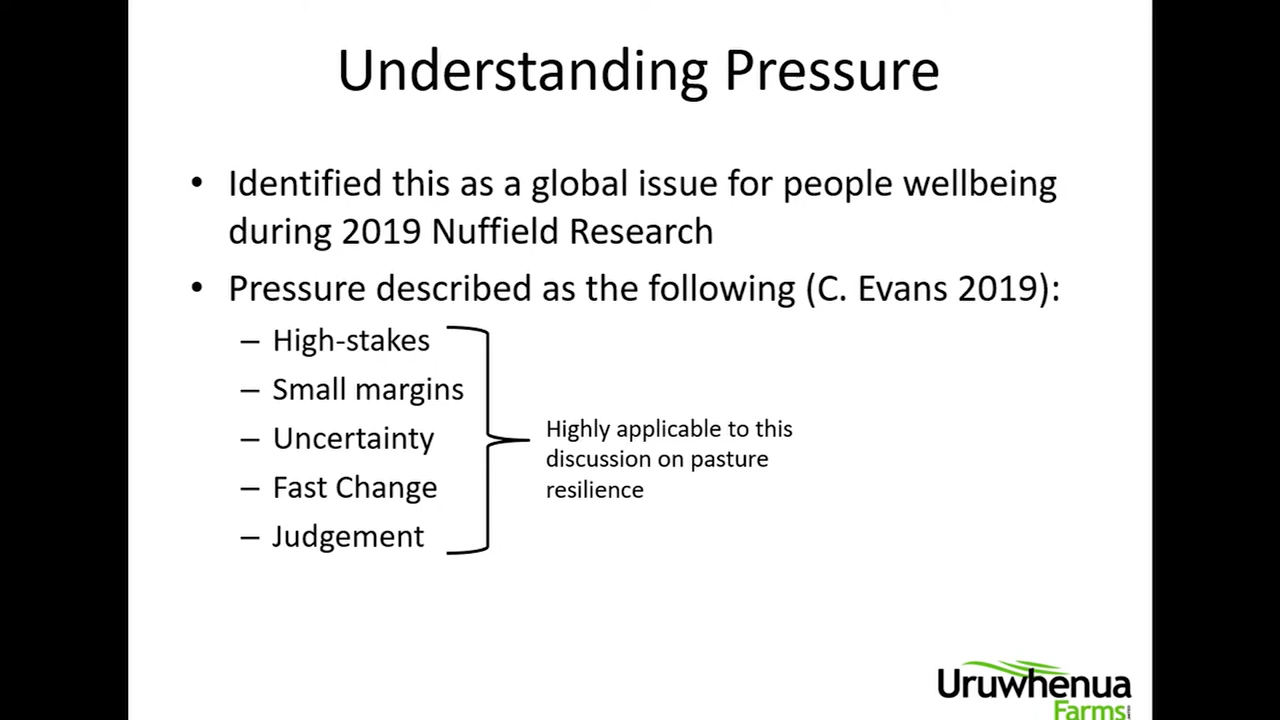 Understanding Pressure
• Identified this as a global issue for people wellbeing
during 2019 Nuffield Research
• Pressure described as the following (C. Evans 2019):
– High-stakes
– Small margins
– Uncertainty
– Fast Change
– Judgement
Highly applicable to this
discussion on pasture
resilience
Uruwhenua
Farms